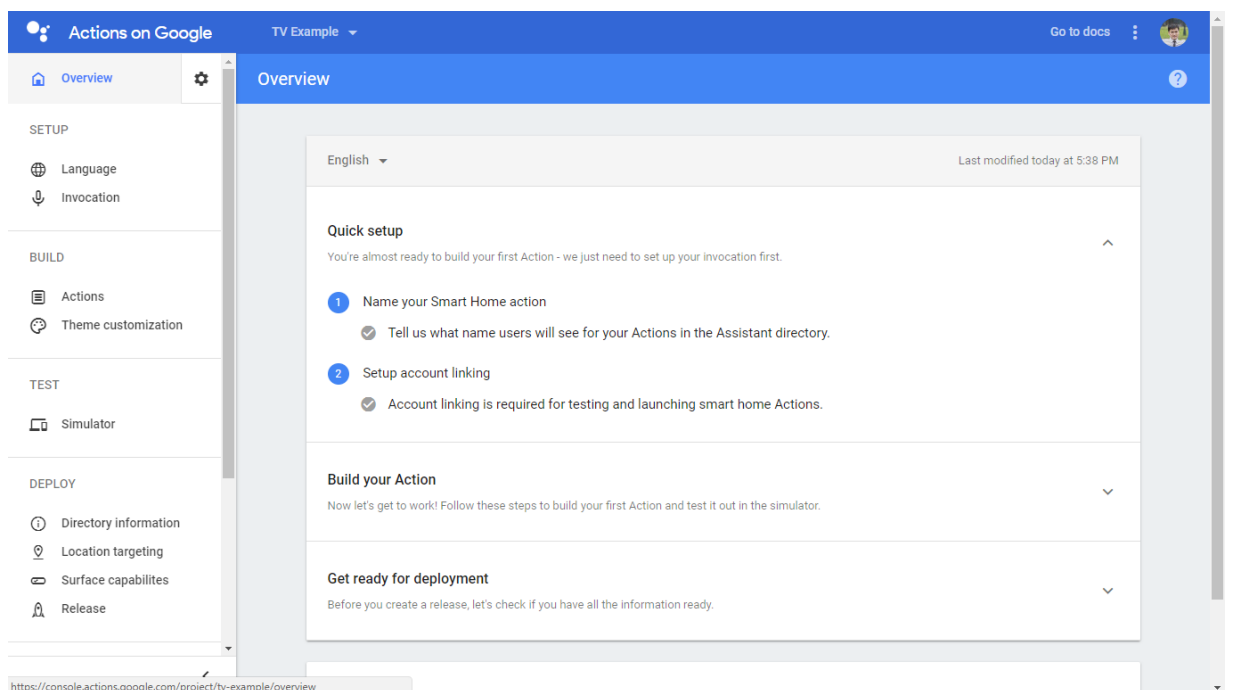 Actions on Google
TV Example
Go to docs
Overview
Overview
SETUP
Language
Invocation
BUILD
Actions
Theme customization
TEST
Simulator
DEPLOY
Directory information
Location targeting
Surface capabilites
Release
English
Last modified today at 5:38 PM
Quick setup
You're almost ready to build your first Action - we just need to set up your invocation first.
1 Name your Smart Home action
Tell us what name users will see for your Actions in the Assistant directory.
2 Setup account linking
Account linking is required for testing and launching smart home Actions.
Build your Action
Now let's get to work! Follow these steps to build your first Action and test it out in the simulator.
Get ready for deployment
Before you create a release, let's check if you have all the information ready.
https://console.actions.google.com/project/tv-example/overview